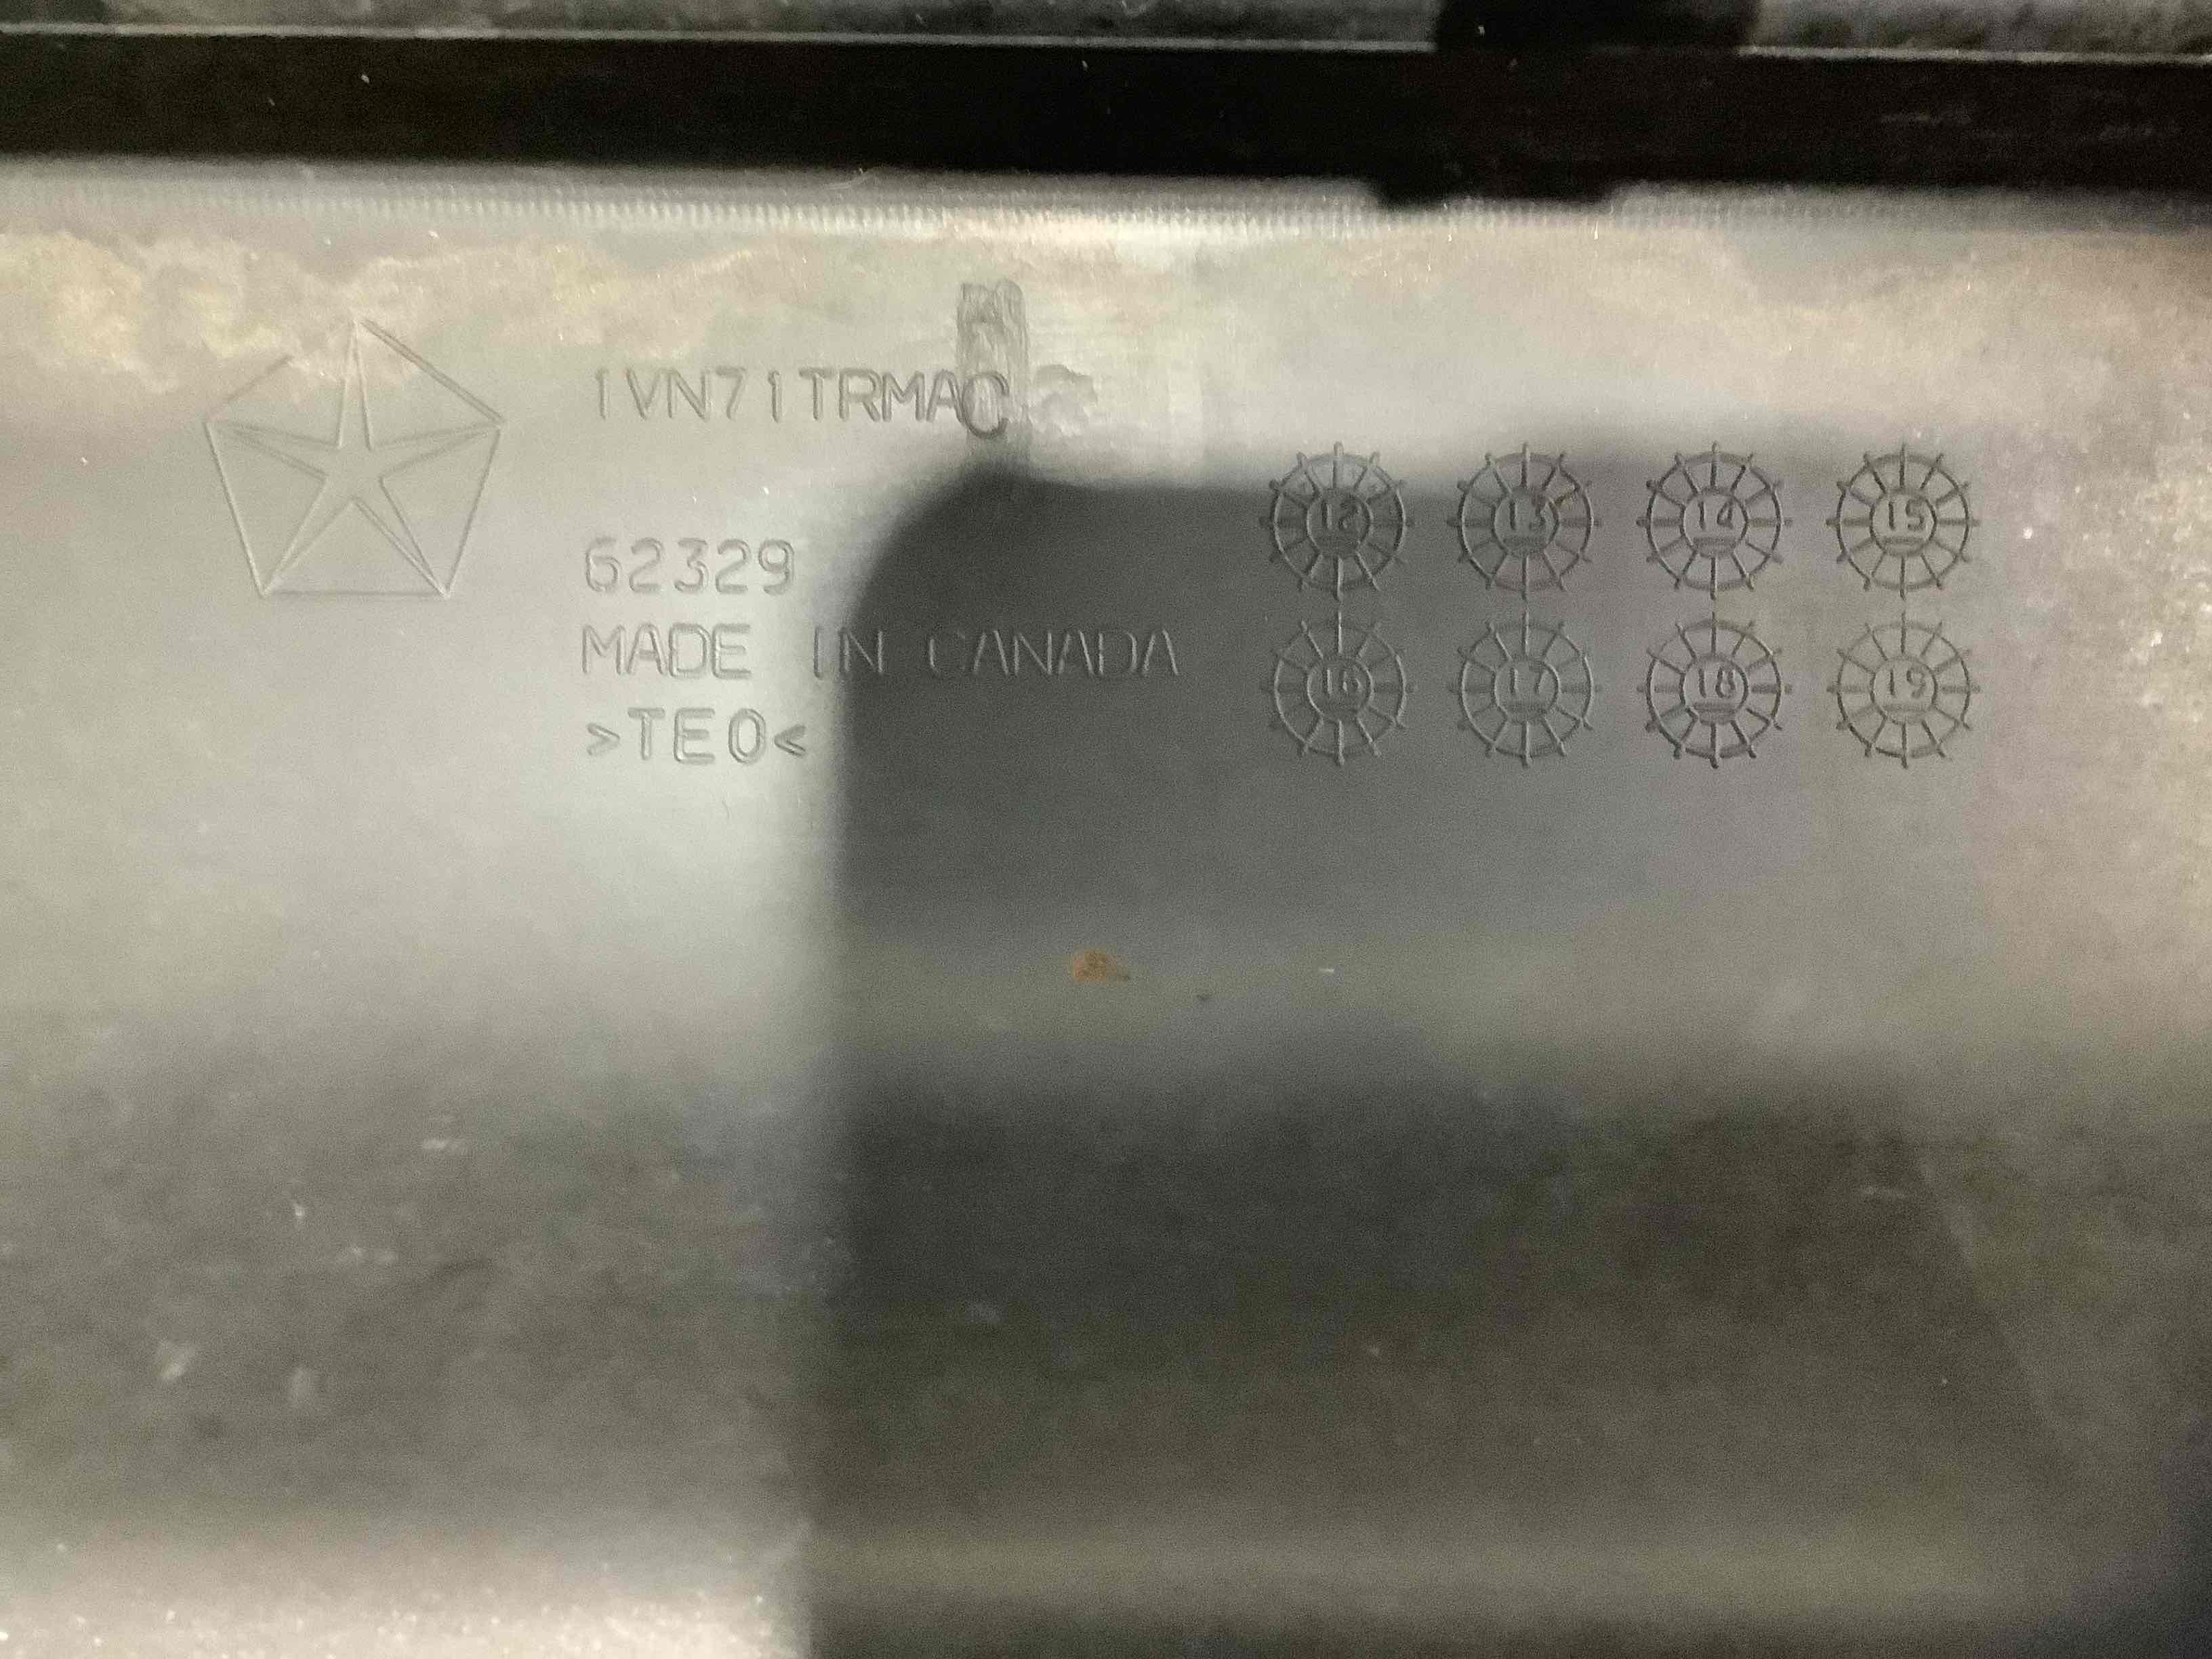 1VN71TRMAC
62329
MADE IN CANADA
>TEO<
12 13 14 15
16 17 18 19